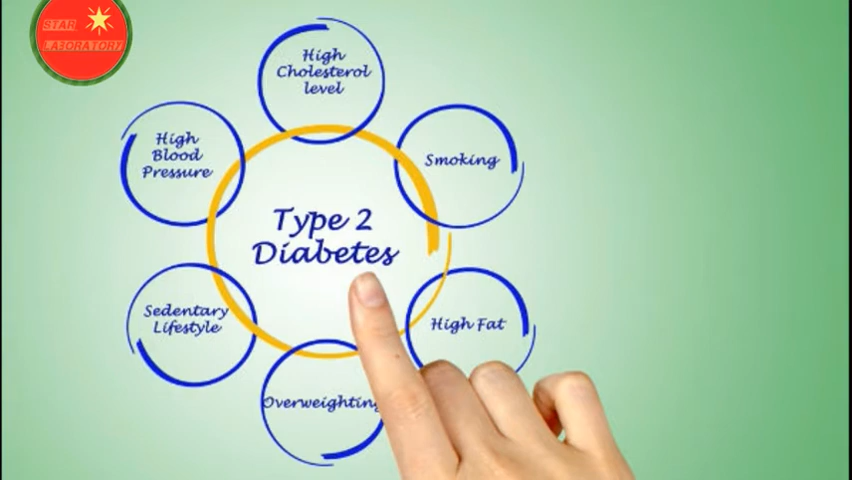 STAR
LABORATORY
High
Cholesterol
level
High
Blood
Pressure
Smoking
Type 2
Diabetes
Sedentary
Lifestyle
High Fat
Overweighting